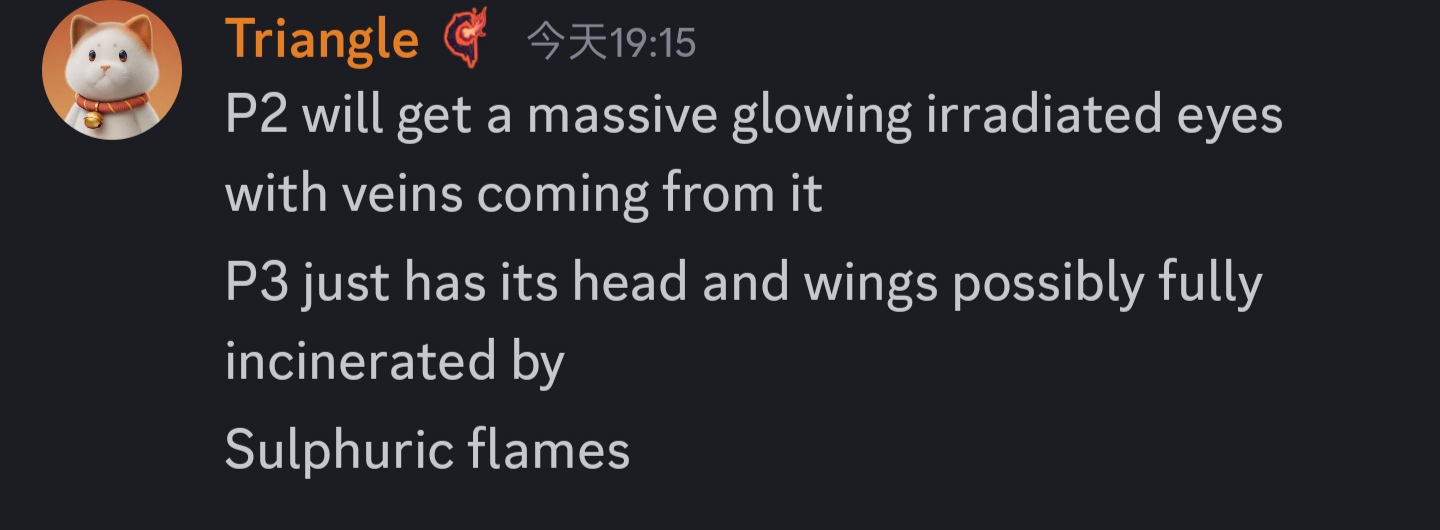 Triangle 今天19:15
P2 will get a massive glowing irradiated eyes
with veins coming from it
P3 just has its head and wings possibly fully
incinerated by
Sulphuric flames